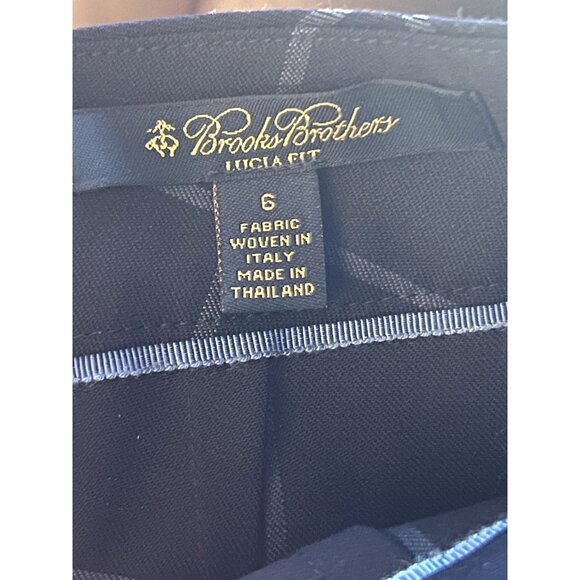 Brooks Brothers
LUCIA FIT
6
FABRIC
WOVEN IN
ITALY
MADE IN
THAILAND